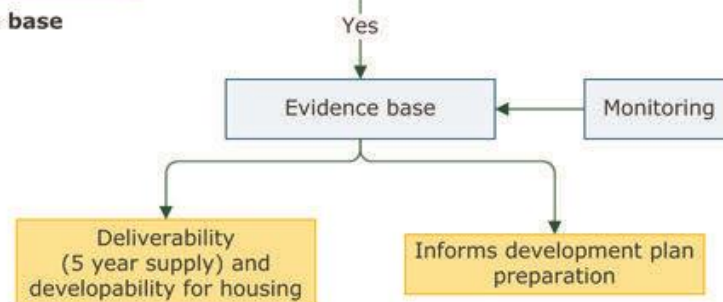 base
Yes
Evidence base
Monitoring
Deliverability
(5 year supply) and
developability for housing
Informs development plan
preparation